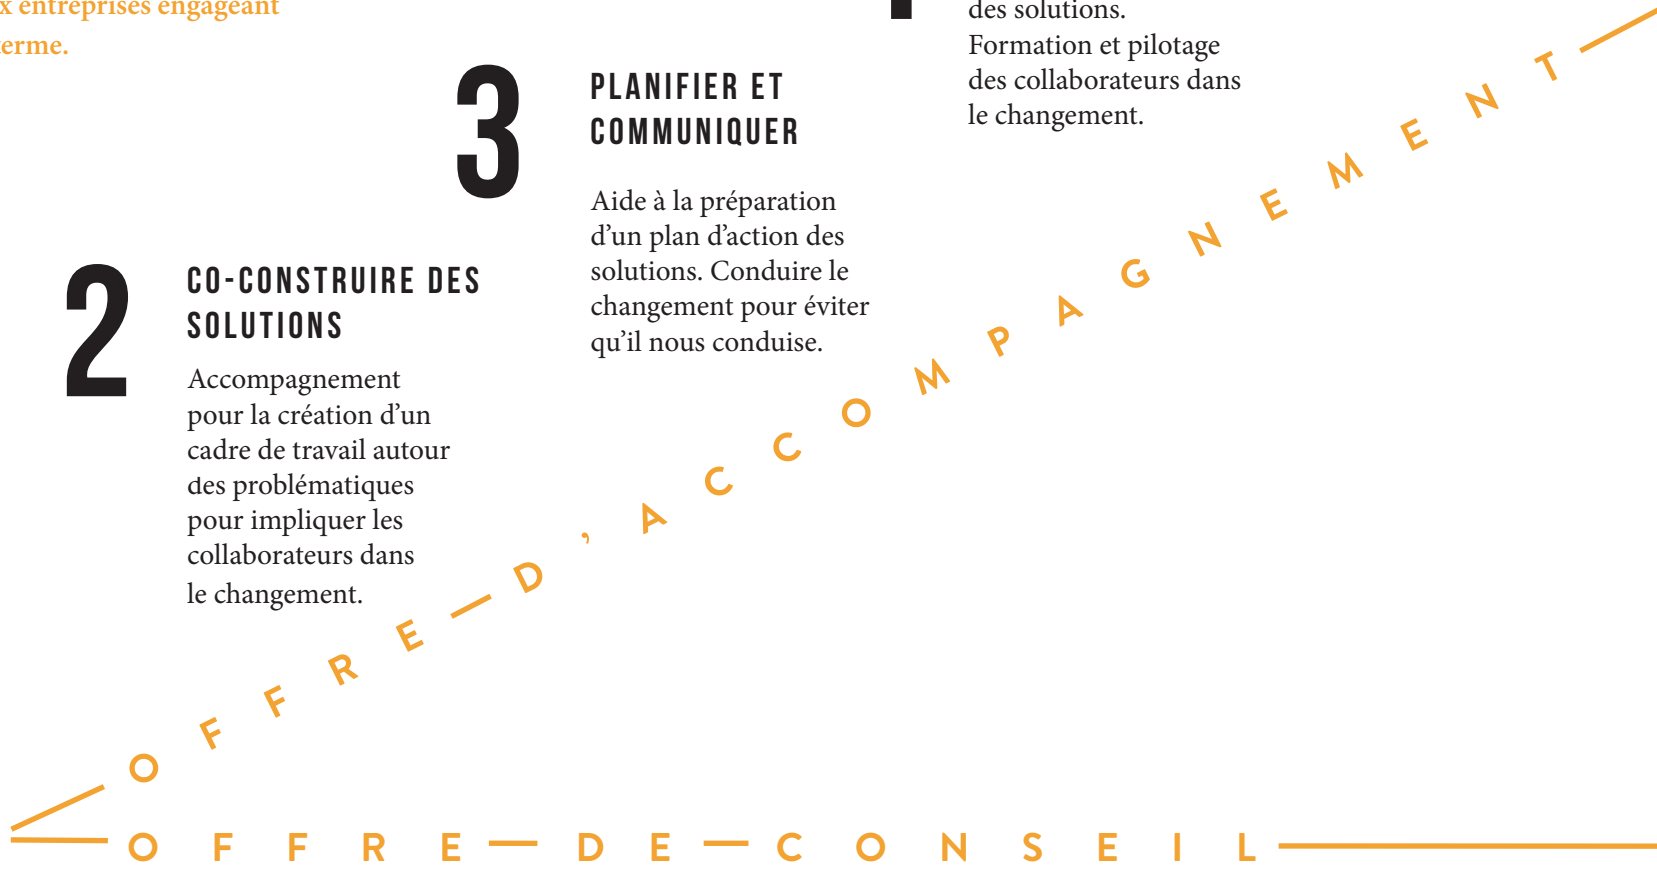 x entreprises engageant
terme.
des solutions.
Formation et pilotage
des collaborateurs dans
le changement.
3
PLANIFIER ET
COMMUNIQUER
Aide à la préparation
d’un plan d’action des
solutions. Conduire le
changement pour éviter
qu’il nous conduise.
2
CO-CONSTRUIRE DES
SOLUTIONS
Accompagnement
pour la création d’un
cadre de travail autour
des problématiques
pour impliquer les
collaborateurs dans
le changement.
OFFRE — D’ACCOMPAGNEMENT
OFFRE — DE — CONSEIL